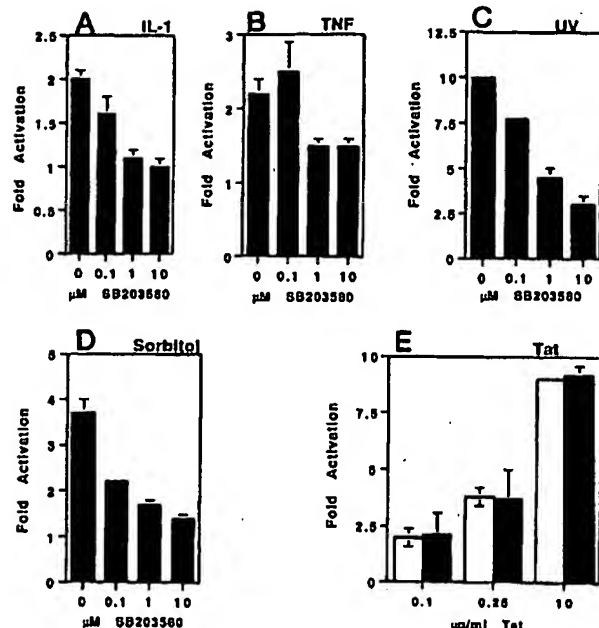 A IL-1
2.5
2
1.5
1
0.5
0
Fold Activation
0 0.1 1 10
µM SB203580
B TNF
3
2
1
0
Fold Activation
0 0.1 1 10
µM SB203580
C UV
12.5
10
7.5
5
2.5
0
Fold Activation
0 0.1 1 10
µM SB203580
D Sorbitol
5
4
3
2
1
0
Fold Activation
0 0.1 1 10
µM SB203580
E Tat
10
7.5
5
2.5
0
Fold Activation
0.1 0.25 10
µg/ml Tat